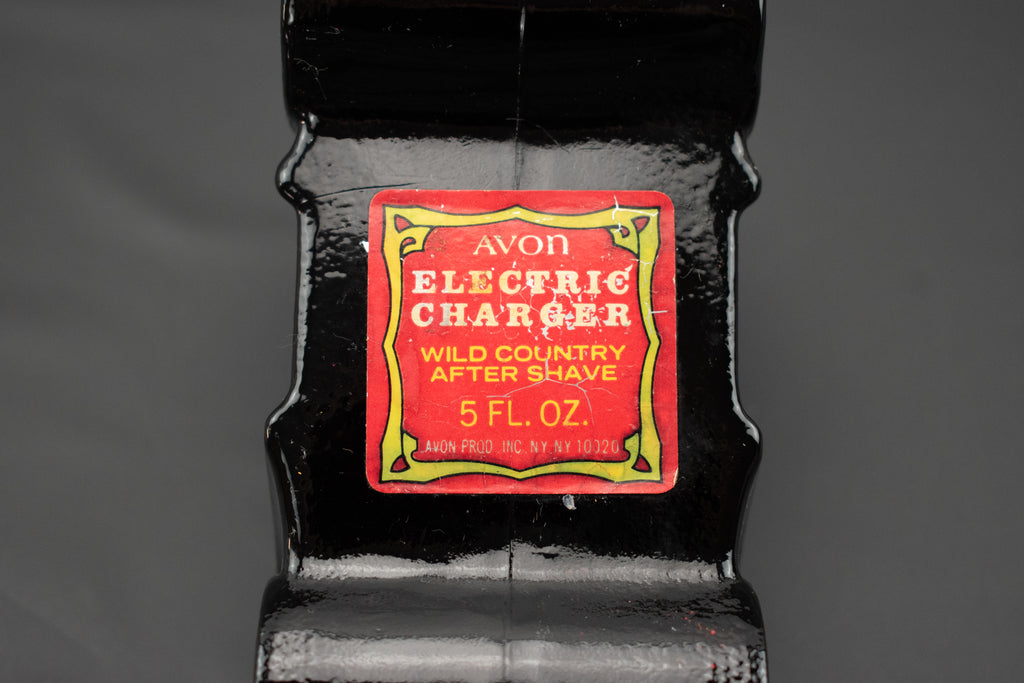 AVON
ELECTRIC
CHARGER
WILD COUNTRY
AFTER SHAVE
5 FL. OZ.
AVON PROD. INC. NY. NY 10020